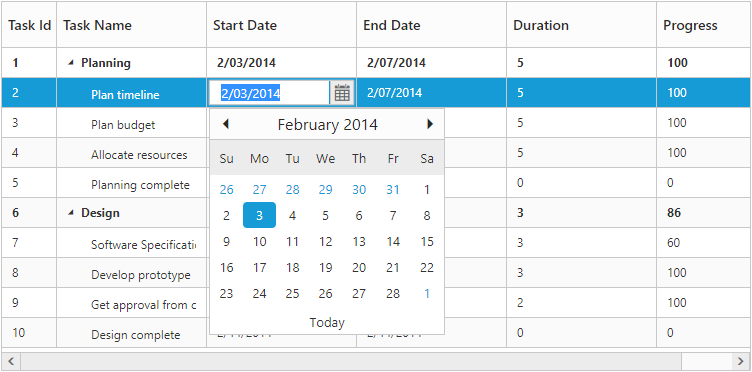 Task Id Task Name Start Date End Date Duration Progress
1 Planning 2/03/2014 2/07/2014 5 100
2 Plan timeline 2/03/2014 2/07/2014 5 100
3 Plan budget 5 100
February 2014
4 Allocate resources 5 100
Su Mo Tu We Th Fr Sa
5 Planning complete 0 0
26 27 28 29 30 31 1
6 Design 3 86
2 3 4 5 6 7 8
7 Software Specificatio 3 60
9 10 11 12 13 14 15
8 Develop prototype 3 100
16 17 18 19 20 21 22
9 Get approval from c 2 100
23 24 25 26 27 28 1
Today
10 Design complete 0 0